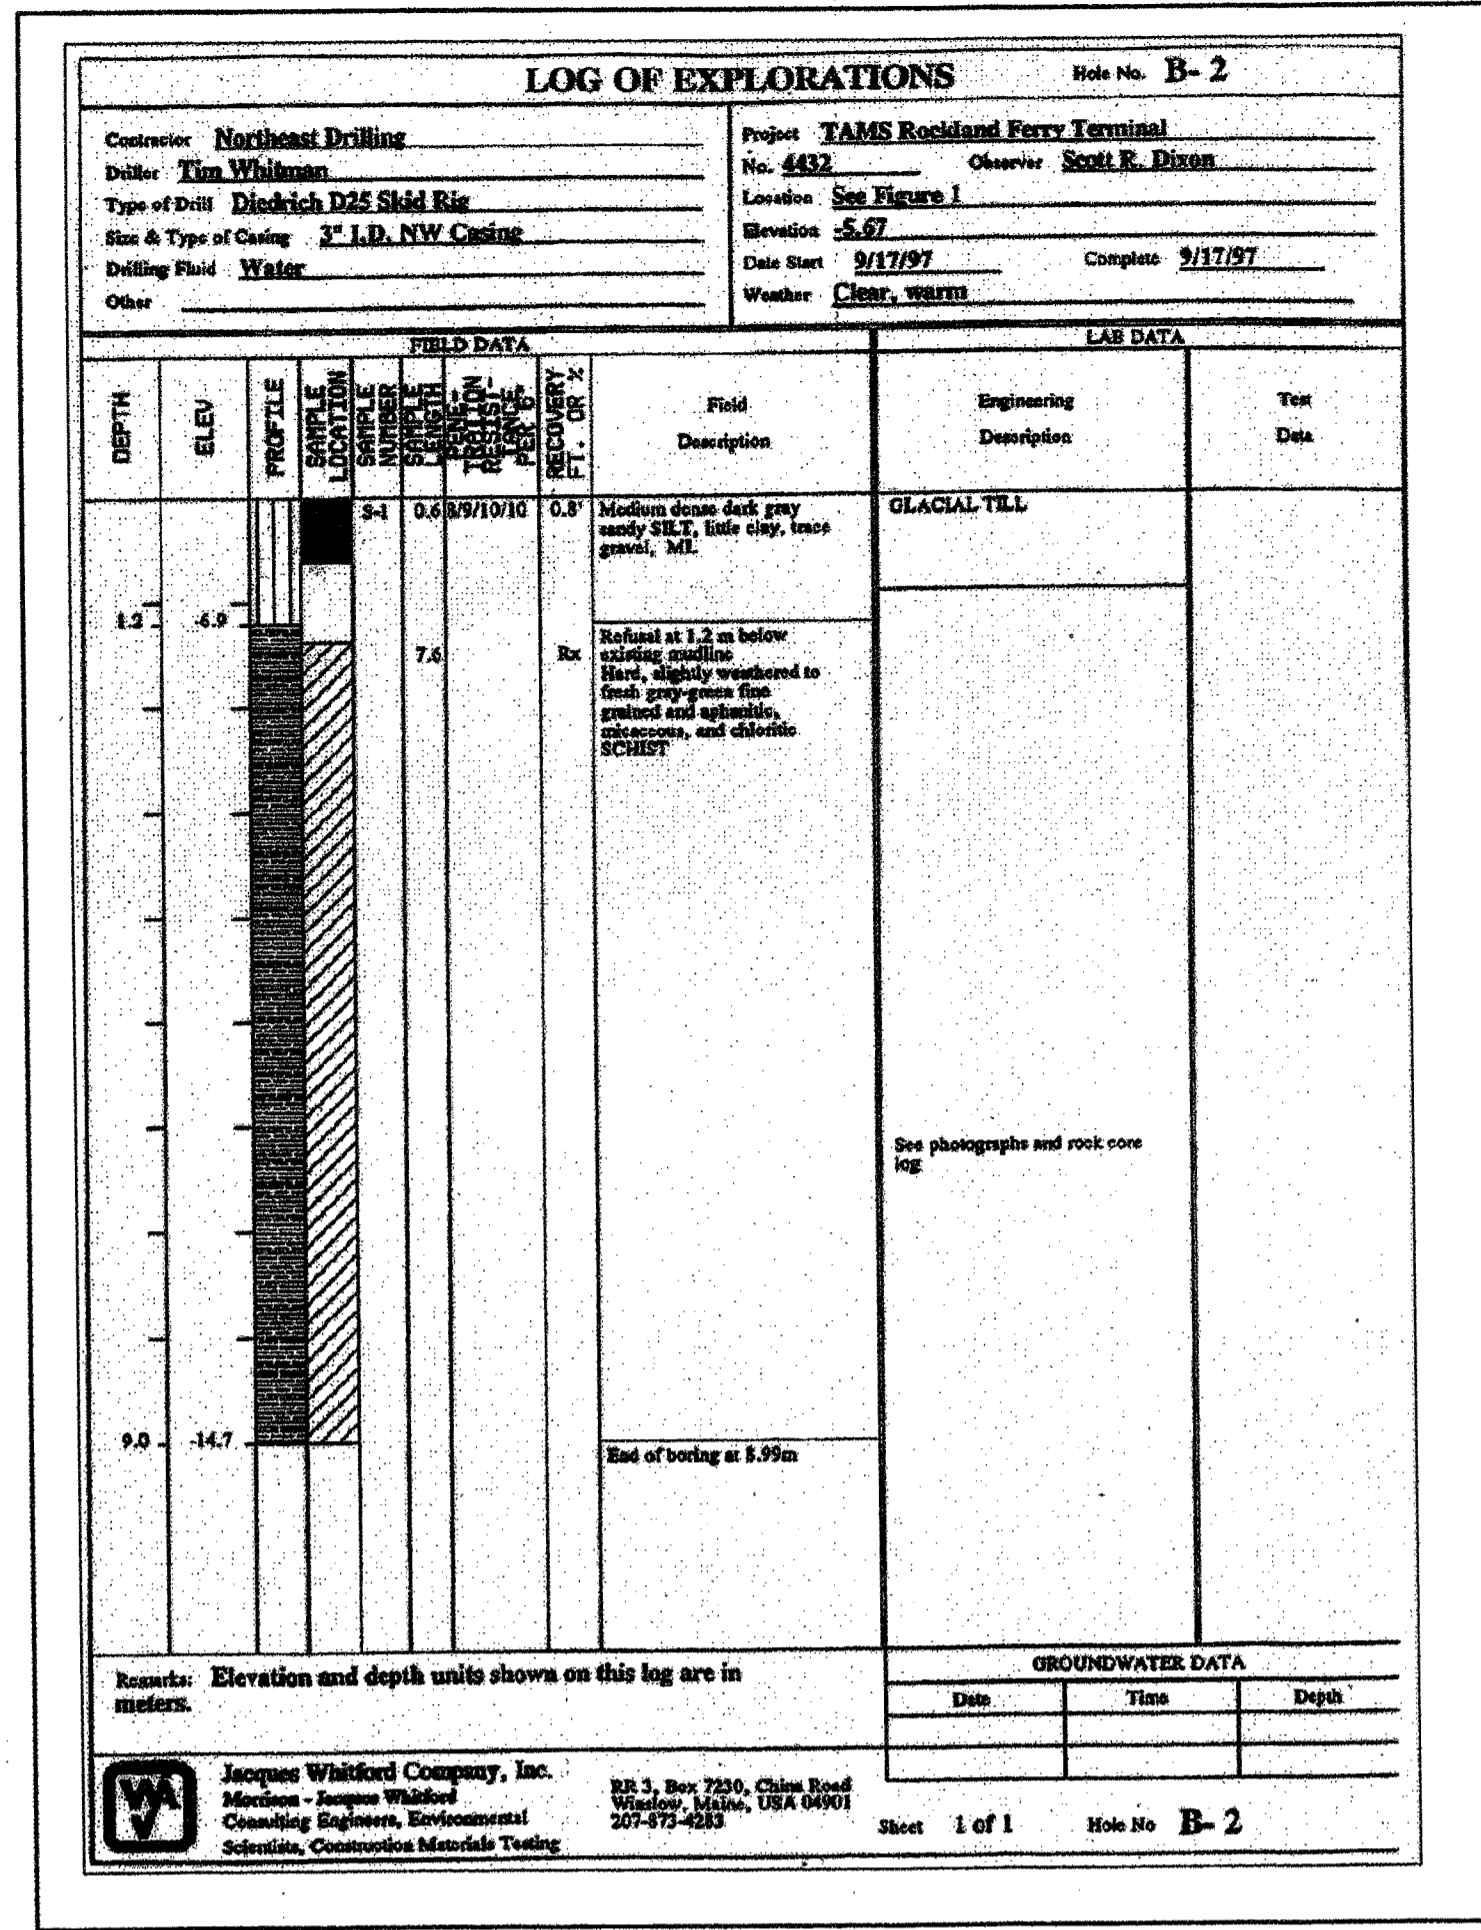 LOG OF EXPLORATIONS Hole No. B- 2
Contractor Northeast Drilling
Driller Tim Whitman
Type of Drill Diedrich D25 Skid Rig
Size & Type of Casing 3" I.D. NW Casing
Drilling Fluid Water
Other
Project TAMS Rockland Ferry Terminal
No. 4432 Observer Scott R. Dixon
Location See Figure 1
Elevation -5.67
Date Start 9/17/97 Complete 9/17/97
Weather Clear, warm
FIELD DATA
LAB DATA
DEPTH
ELEV
PROFILE
SAMPLE
LOCATION
SAMPLE
NUMBER
SAMPLE
LENGTH
PENE-
TRATION
RESIST-
TANCE
PER 6"
RECOVERY
FT. OR %
Field
Description
Engineering
Description
Test
Data
S-1 0.6 8/9/10/10 0.8'
Medium dense dark gray
sandy SILT, little clay, trace
gravel, ML
GLACIAL TILL
1.2 -6.9
7.6 Rx
Refusal at 1.2 m below
existing mudline
Hard, slightly weathered to
fresh gray-green fine
grained and aphanitic,
micaceous, and chloritic
SCHIST
See photographs and rock core
log
9.0 -14.7
End of boring at 8.99m
Remarks: Elevation and depth units shown on this log are in
meters.
GROUNDWATER DATA
Date Time Depth
Jacques Whitford Company, Inc.
Morrison - Jacques Whitford
Consulting Engineers, Environmental
Scientists, Construction Materials Testing
RR 3, Box 7230, China Road
Winslow, Maine, USA 04901
207-873-4283
Sheet 1 of 1 Hole No B- 2